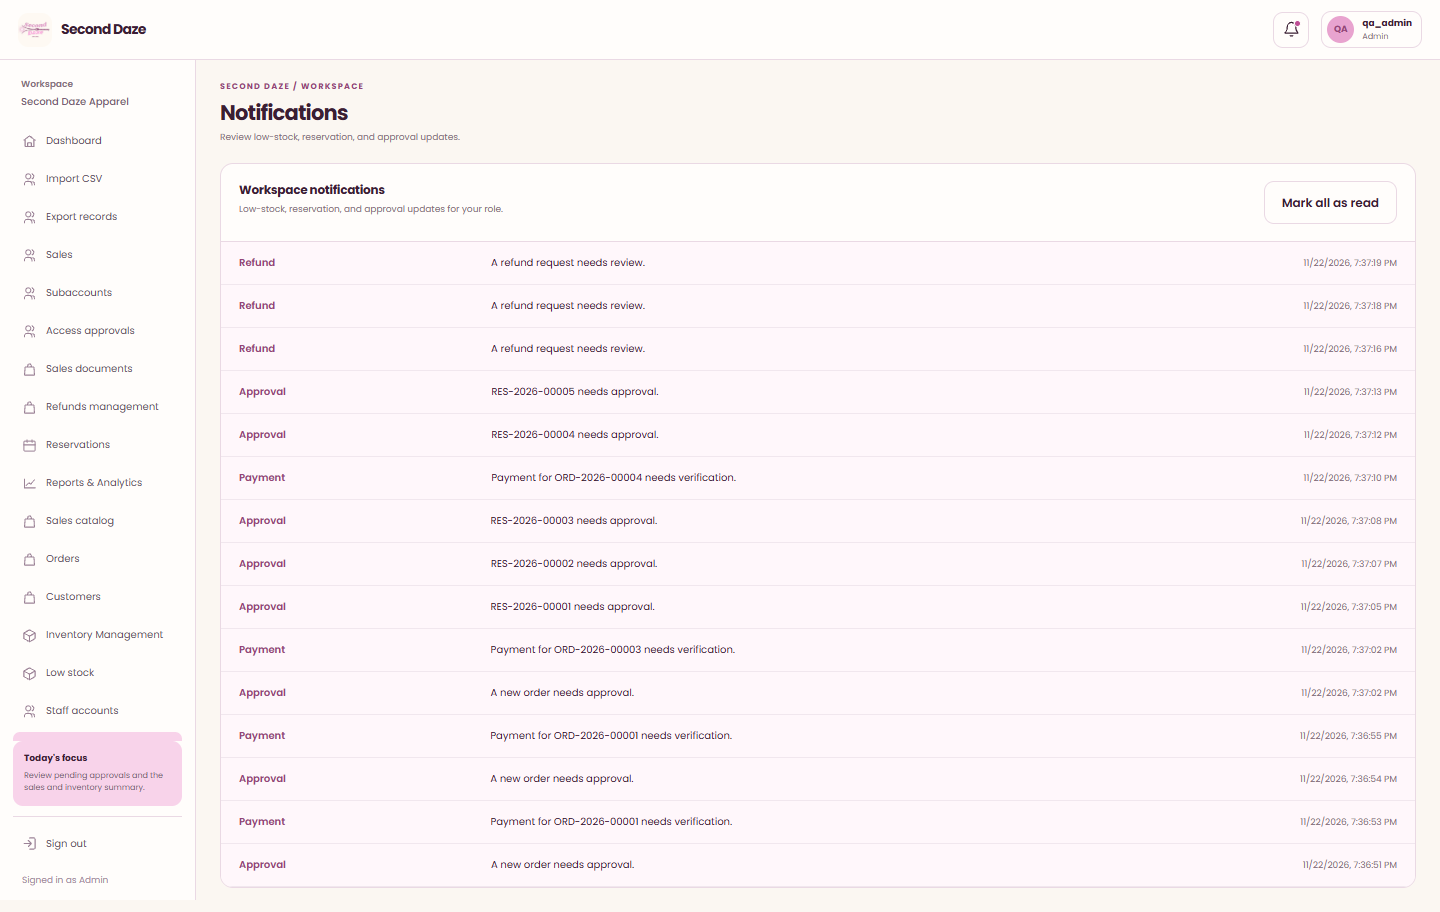 Second Daze
QA
qa_admin
Admin
Workspace
Second Daze Apparel
Dashboard
Import CSV
Export records
Sales
Subaccounts
Access approvals
Sales documents
Refunds management
Reservations
Reports & Analytics
Sales catalog
Orders
Customers
Inventory Management
Low stock
Staff accounts
Today's focus
Review pending approvals and the
sales and inventory summary.
Sign out
Signed in as Admin
SECOND DAZE / WORKSPACE
Notifications
Review low-stock, reservation, and approval updates.
Workspace notifications
Low-stock, reservation, and approval updates for your role.
Mark all as read
Refund A refund request needs review. 11/22/2026, 7:37:19 PM
Refund A refund request needs review. 11/22/2026, 7:37:18 PM
Refund A refund request needs review. 11/22/2026, 7:37:16 PM
Approval RES-2026-00005 needs approval. 11/22/2026, 7:37:13 PM
Approval RES-2026-00004 needs approval. 11/22/2026, 7:37:12 PM
Payment Payment for ORD-2026-00004 needs verification. 11/22/2026, 7:37:10 PM
Approval RES-2026-00003 needs approval. 11/22/2026, 7:37:08 PM
Approval RES-2026-00002 needs approval. 11/22/2026, 7:37:07 PM
Approval RES-2026-00001 needs approval. 11/22/2026, 7:37:05 PM
Payment Payment for ORD-2026-00003 needs verification. 11/22/2026, 7:37:02 PM
Approval A new order needs approval. 11/22/2026, 7:37:02 PM
Payment Payment for ORD-2026-00001 needs verification. 11/22/2026, 7:36:55 PM
Approval A new order needs approval. 11/22/2026, 7:36:54 PM
Payment Payment for ORD-2026-00001 needs verification. 11/22/2026, 7:36:53 PM
Approval A new order needs approval. 11/22/2026, 7:36:51 PM